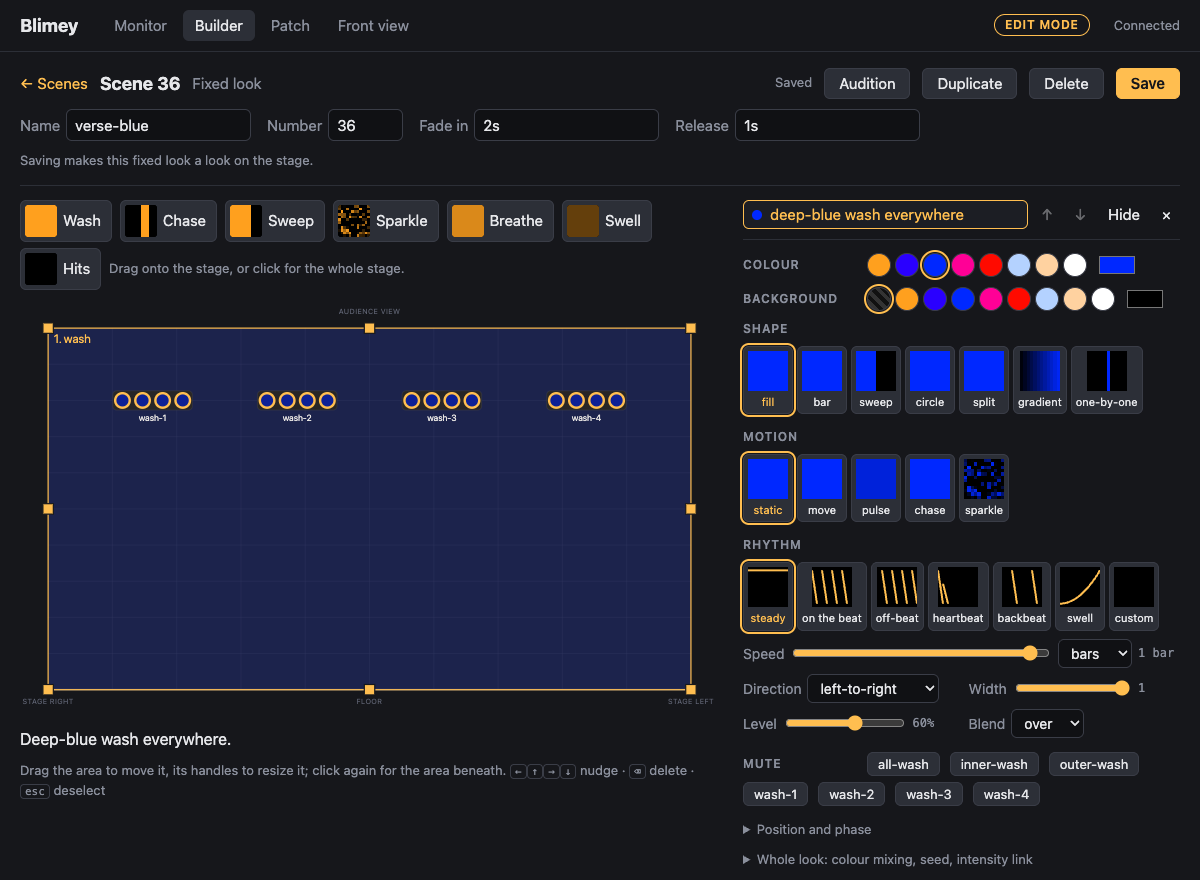 Blimey Monitor Builder Patch Front view EDIT MODE Connected
← Scenes Scene 36 Fixed look Saved Audition Duplicate Delete Save
Name verse-blue Number 36 Fade in 2s Release 1s
Saving makes this fixed look a look on the stage.
Wash Chase Sweep Sparkle Breathe Swell
Hits Drag onto the stage, or click for the whole stage.
AUDIENCE VIEW
1. wash
wash-1 wash-2 wash-3 wash-4
STAGE RIGHT FLOOR STAGE LEFT
Deep-blue wash everywhere.
Drag the area to move it, its handles to resize it; click again for the area beneath. ← ↑ → ↓ nudge · ⌫ delete ·
esc deselect
deep-blue wash everywhere ↑ ↓ Hide ×
COLOUR
BACKGROUND
SHAPE
fill bar sweep circle split gradient one-by-one
MOTION
static move pulse chase sparkle
RHYTHM
steady on the beat off-beat heartbeat backbeat swell custom
Speed bars 1 bar
Direction left-to-right Width 1
Level 60% Blend over
MUTE all-wash inner-wash outer-wash
wash-1 wash-2 wash-3 wash-4
▶ Position and phase
▶ Whole look: colour mixing, seed, intensity link